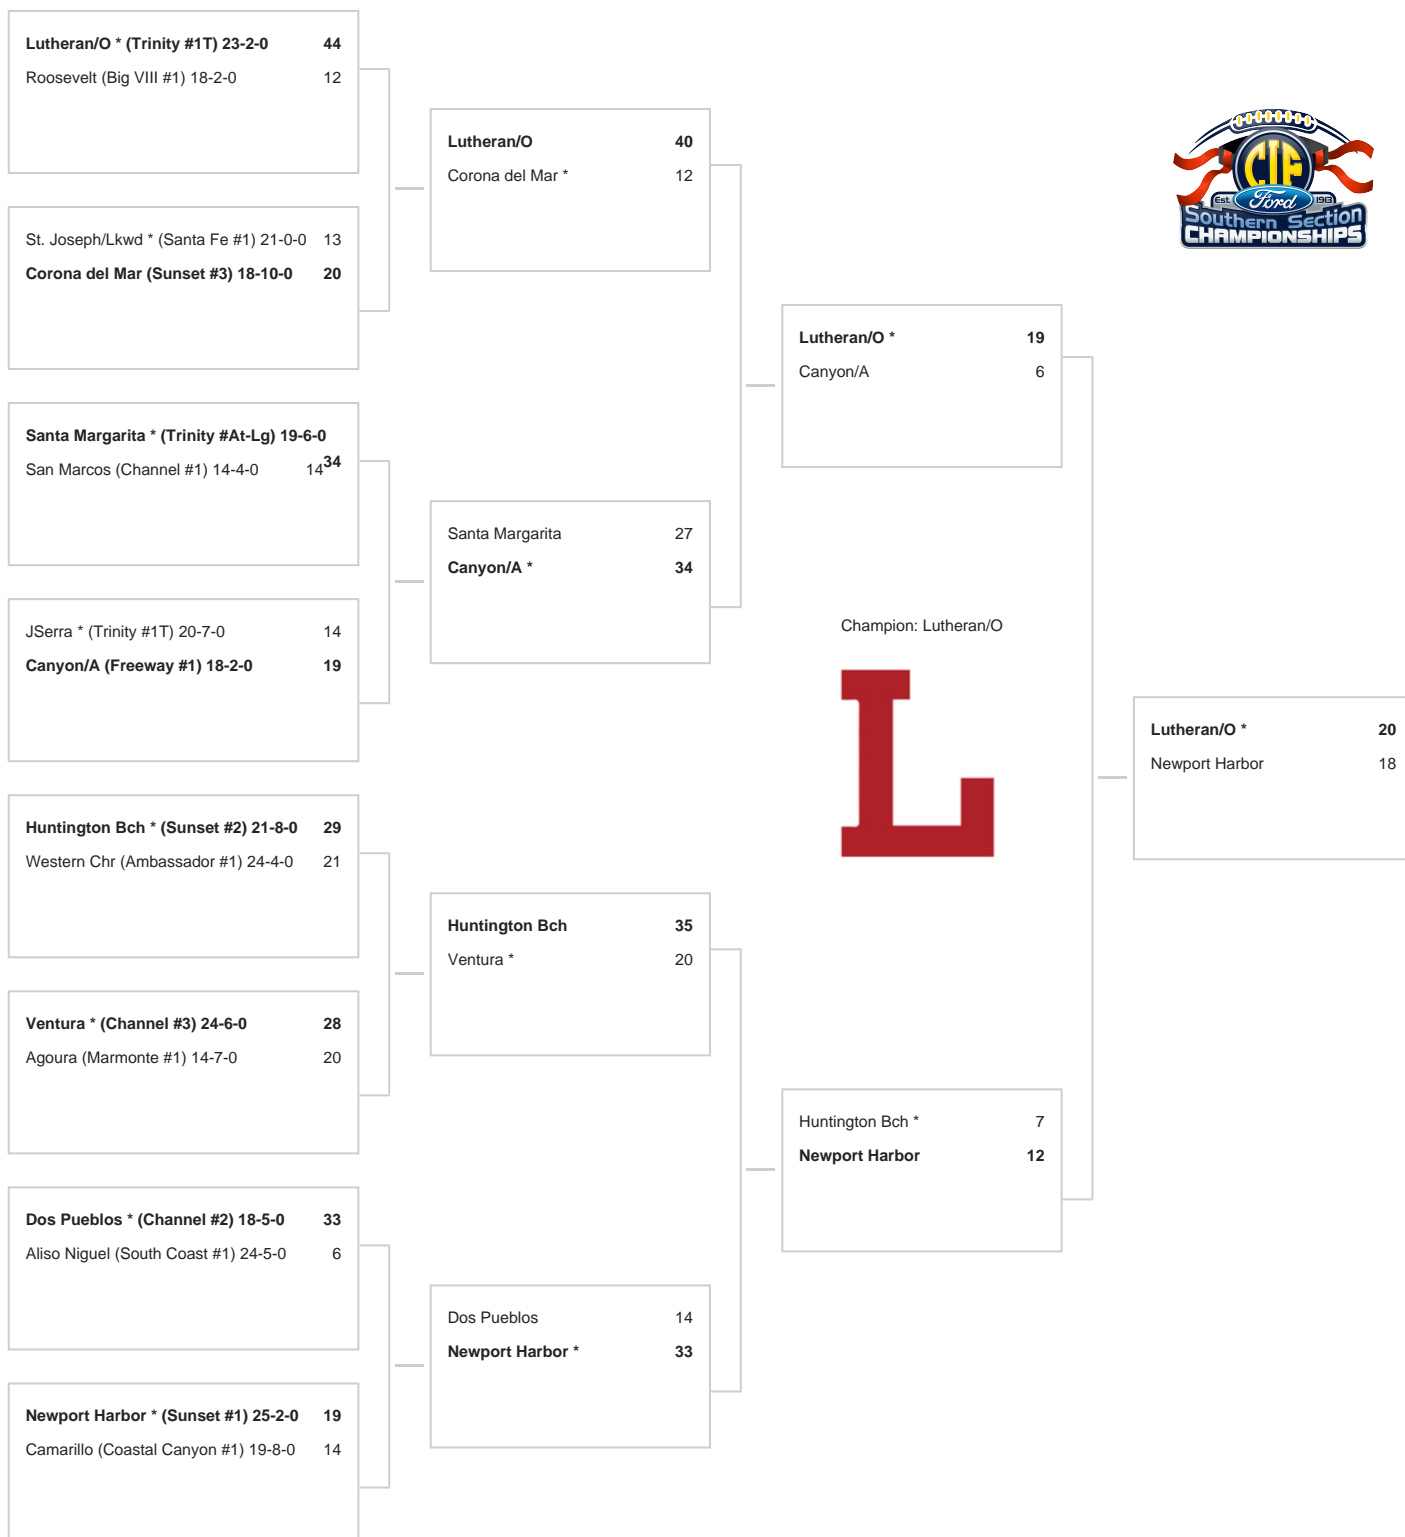 Lutheran/O * (Trinity #1T) 23-2-0 44
Roosevelt (Big VIII #1) 18-2-0 12
St. Joseph/Lkwd * (Santa Fe #1) 21-0-0 13
Corona del Mar (Sunset #3) 18-10-0 20
Santa Margarita * (Trinity #At-Lg) 19-6-0 34
San Marcos (Channel #1) 14-4-0 14
JSerra * (Trinity #1T) 20-7-0 14
Canyon/A (Freeway #1) 18-2-0 19
Huntington Bch * (Sunset #2) 21-8-0 29
Western Chr (Ambassador #1) 24-4-0 21
Ventura * (Channel #3) 24-6-0 28
Agoura (Marmonte #1) 14-7-0 20
Dos Pueblos * (Channel #2) 18-5-0 33
Aliso Niguel (South Coast #1) 24-5-0 6
Newport Harbor * (Sunset #1) 25-2-0 19
Camarillo (Coastal Canyon #1) 19-8-0 14
Lutheran/O 40
Corona del Mar * 12
Santa Margarita 27
Canyon/A * 34
Huntington Bch 35
Ventura * 20
Dos Pueblos 14
Newport Harbor * 33
Lutheran/O * 19
Canyon/A 6
Huntington Bch * 7
Newport Harbor 12
Champion: Lutheran/O
L
Lutheran/O * 20
Newport Harbor 18
CIF
Est. Ford 1913
Southern Section
CHAMPIONSHIPS